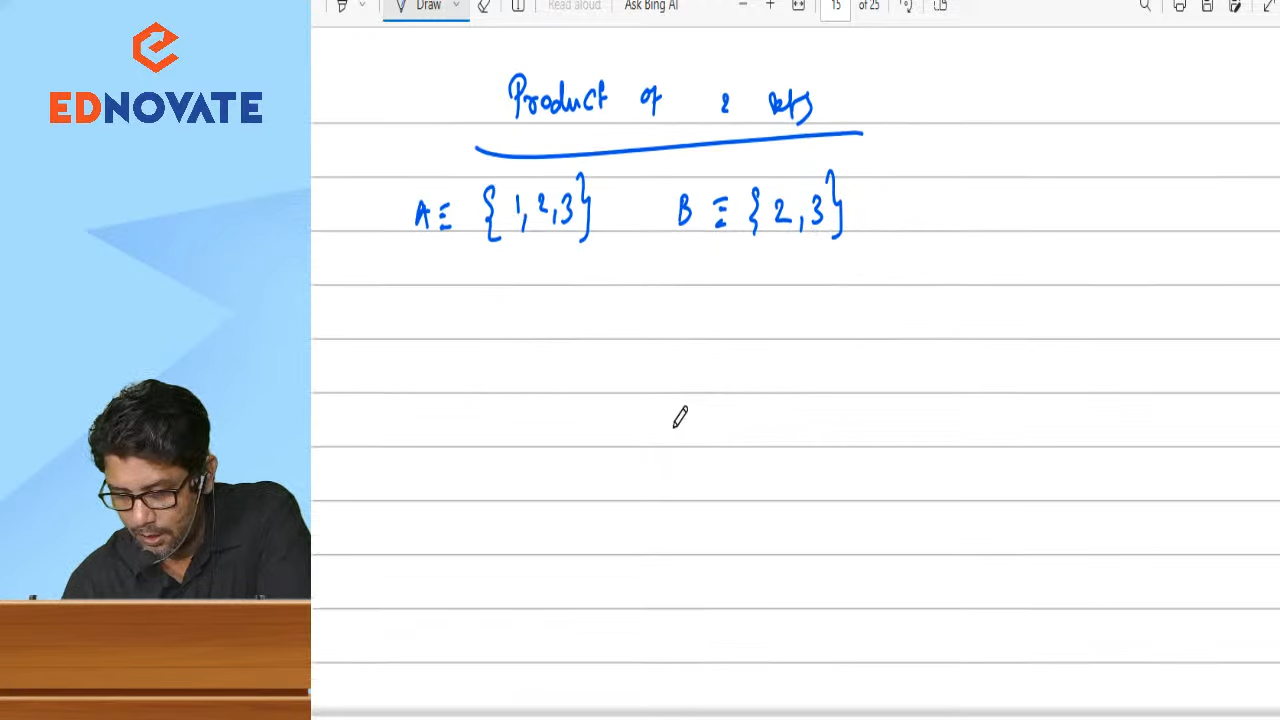 Draw
Read aloud
Ask Bing AI
15 of 25
EDNOVATE
Product of 2 sets
A ≡ { 1, 2, 3 } B ≡ { 2, 3 }